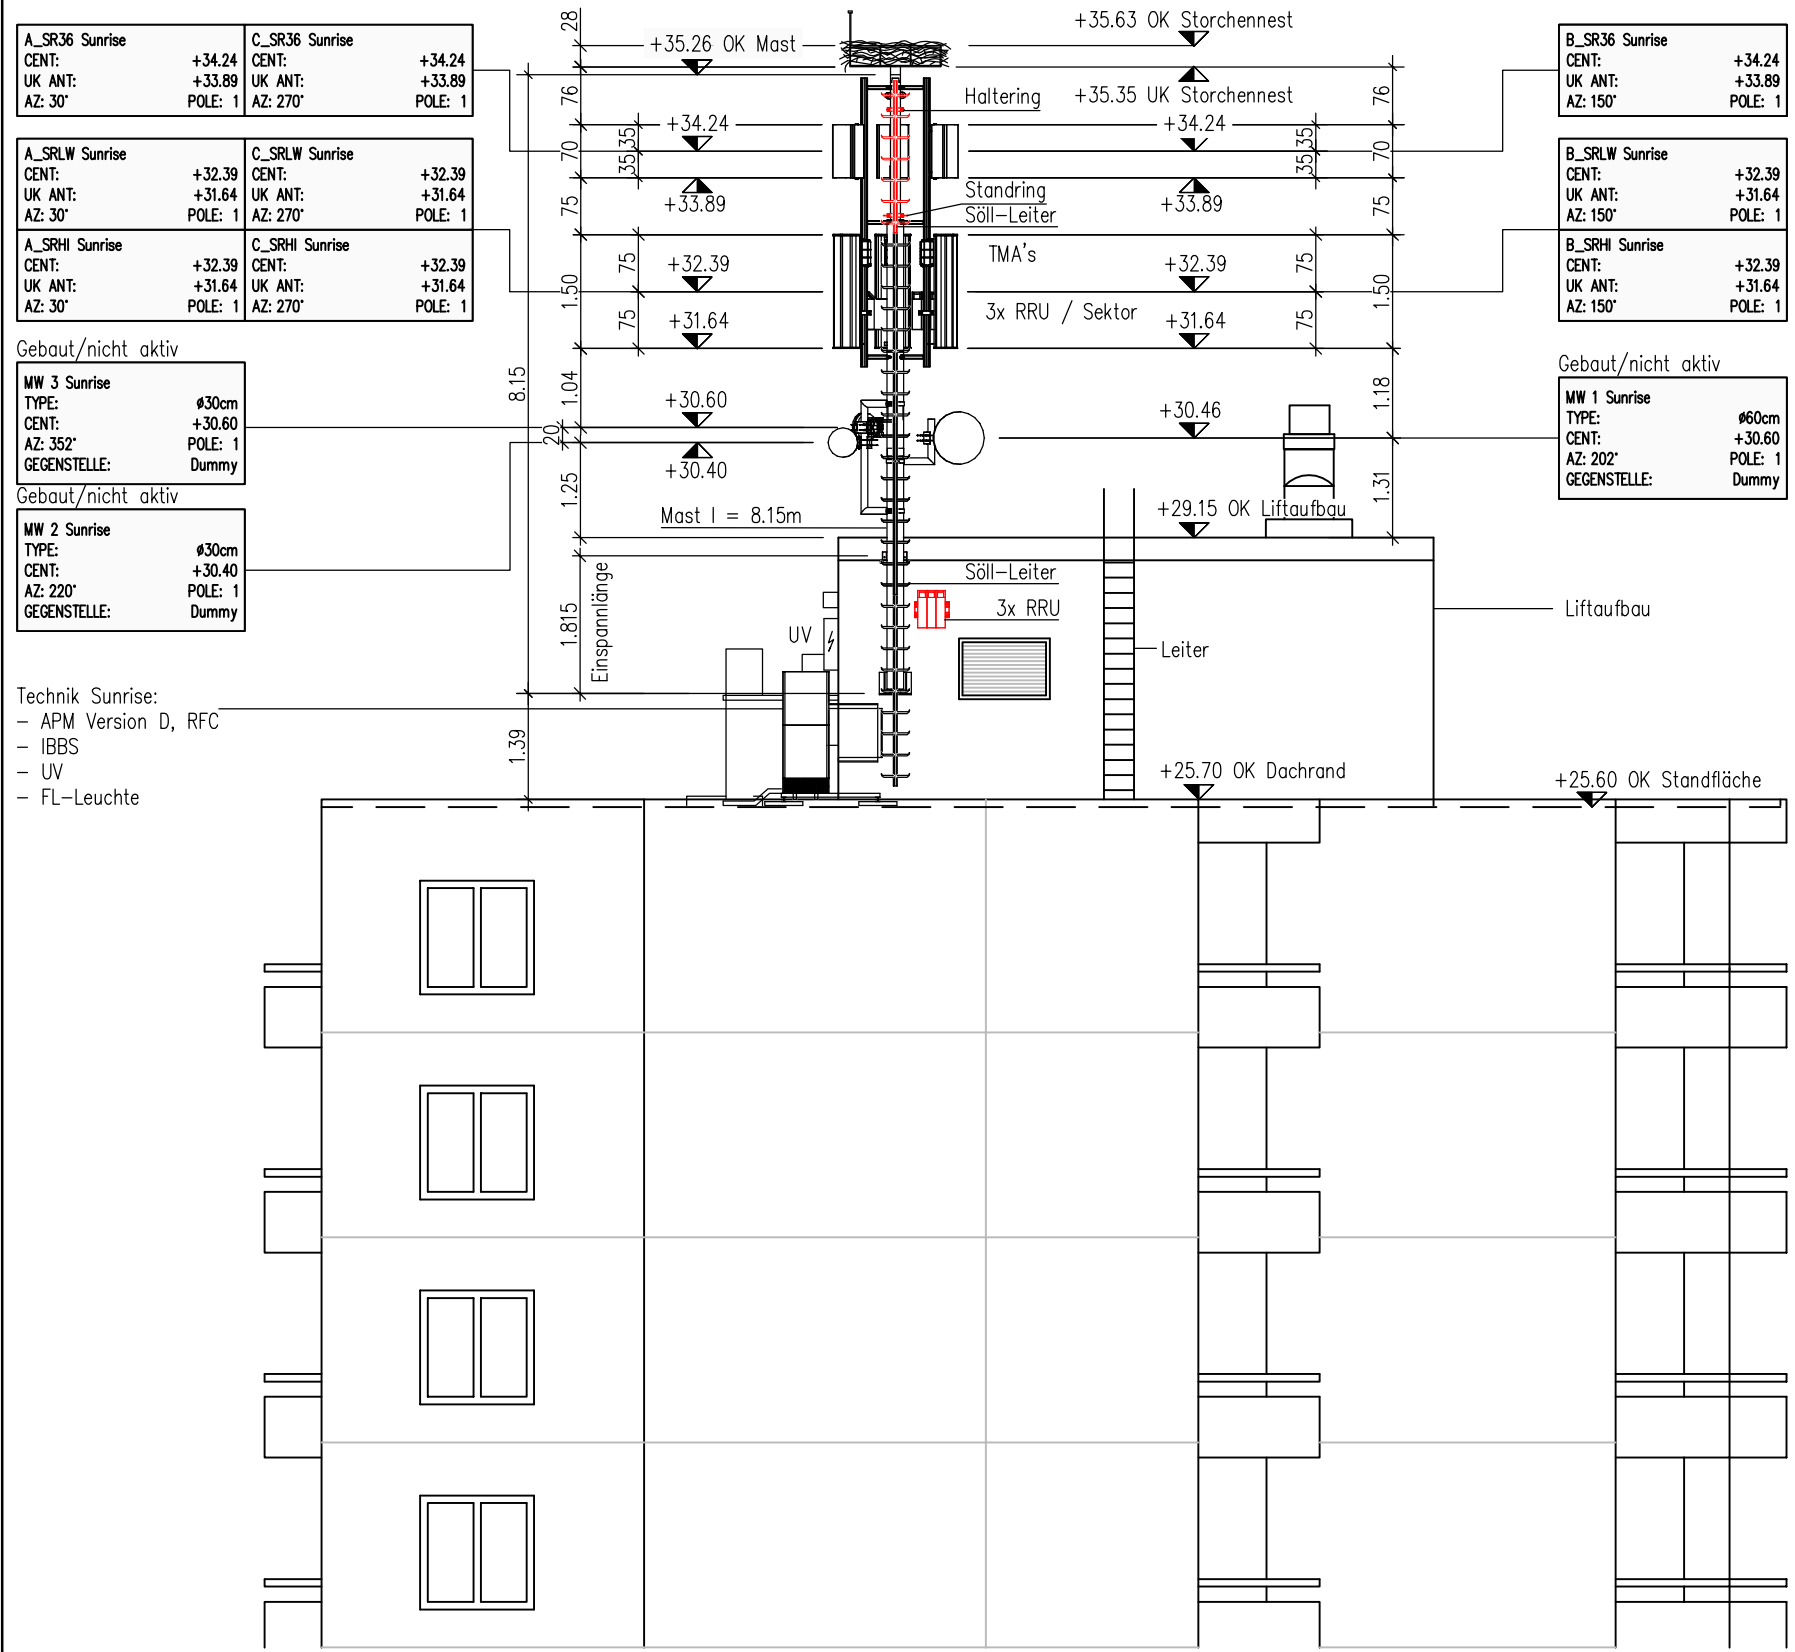 A_SR36 Sunrise
CENT: +34.24
UK ANT: +33.89
AZ: 30° POLE: 1
C_SR36 Sunrise
CENT: +34.24
UK ANT: +33.89
AZ: 270° POLE: 1
A_SRLW Sunrise
CENT: +32.39
UK ANT: +31.64
AZ: 30° POLE: 1
C_SRLW Sunrise
CENT: +32.39
UK ANT: +31.64
AZ: 270° POLE: 1
A_SRHI Sunrise
CENT: +32.39
UK ANT: +31.64
AZ: 30° POLE: 1
C_SRHI Sunrise
CENT: +32.39
UK ANT: +31.64
AZ: 270° POLE: 1
Gebaut/nicht aktiv
MW 3 Sunrise
TYPE: ø30cm
CENT: +30.60
AZ: 352° POLE: 1
GEGENSTELLE: Dummy
Gebaut/nicht aktiv
MW 2 Sunrise
TYPE: ø30cm
CENT: +30.40
AZ: 220° POLE: 1
GEGENSTELLE: Dummy
Technik Sunrise:
– APM Version D, RFC
– IBBS
– UV
– FL–Leuchte
8.15
1.39
28
76
70
75
1.50
1.04
20
1.25
1.815
Einspannlänge
35
35
75
75
+35.26 OK Mast
+34.24
+33.89
+32.39
+31.64
+30.60
+30.40
Mast l = 8.15m
UV
Haltering
Standring
Söll–Leiter
TMA's
3x RRU / Sektor
Söll–Leiter
3x RRU
Leiter
Liftaufbau
+35.63 OK Storchennest
+35.35 UK Storchennest
+34.24
+33.89
+32.39
+31.64
+30.46
+29.15 OK Liftaufbau
+25.70 OK Dachrand
+25.60 OK Standfläche
35
35
75
75
76
70
75
1.50
1.18
1.31
B_SR36 Sunrise
CENT: +34.24
UK ANT: +33.89
AZ: 150° POLE: 1
B_SRLW Sunrise
CENT: +32.39
UK ANT: +31.64
AZ: 150° POLE: 1
B_SRHI Sunrise
CENT: +32.39
UK ANT: +31.64
AZ: 150° POLE: 1
Gebaut/nicht aktiv
MW 1 Sunrise
TYPE: ø60cm
CENT: +30.60
AZ: 202° POLE: 1
GEGENSTELLE: Dummy